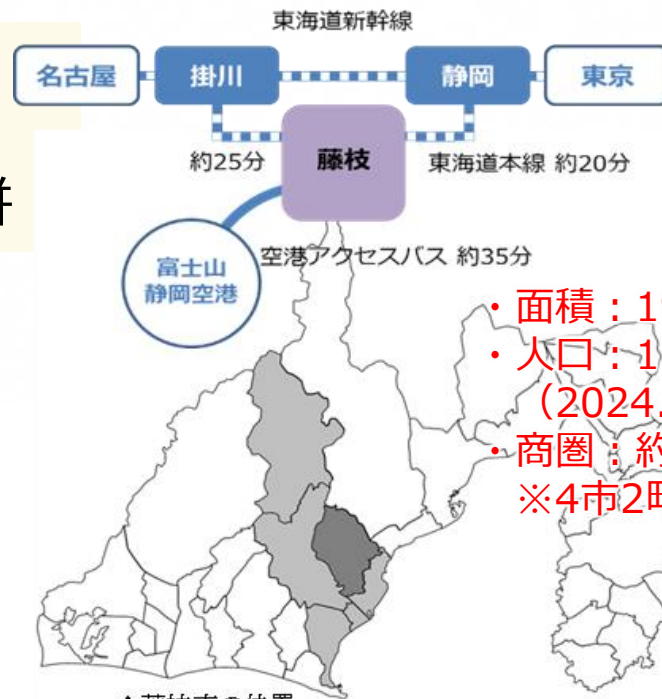 東海道新幹線
名古屋
掛川
静岡
東京
約25分
藤枝
東海道本線 約20分
富士山
静岡空港
空港アクセスバス 約35分
・面積：1
・人口：1
（2024.
・商圏：約
※4市2町